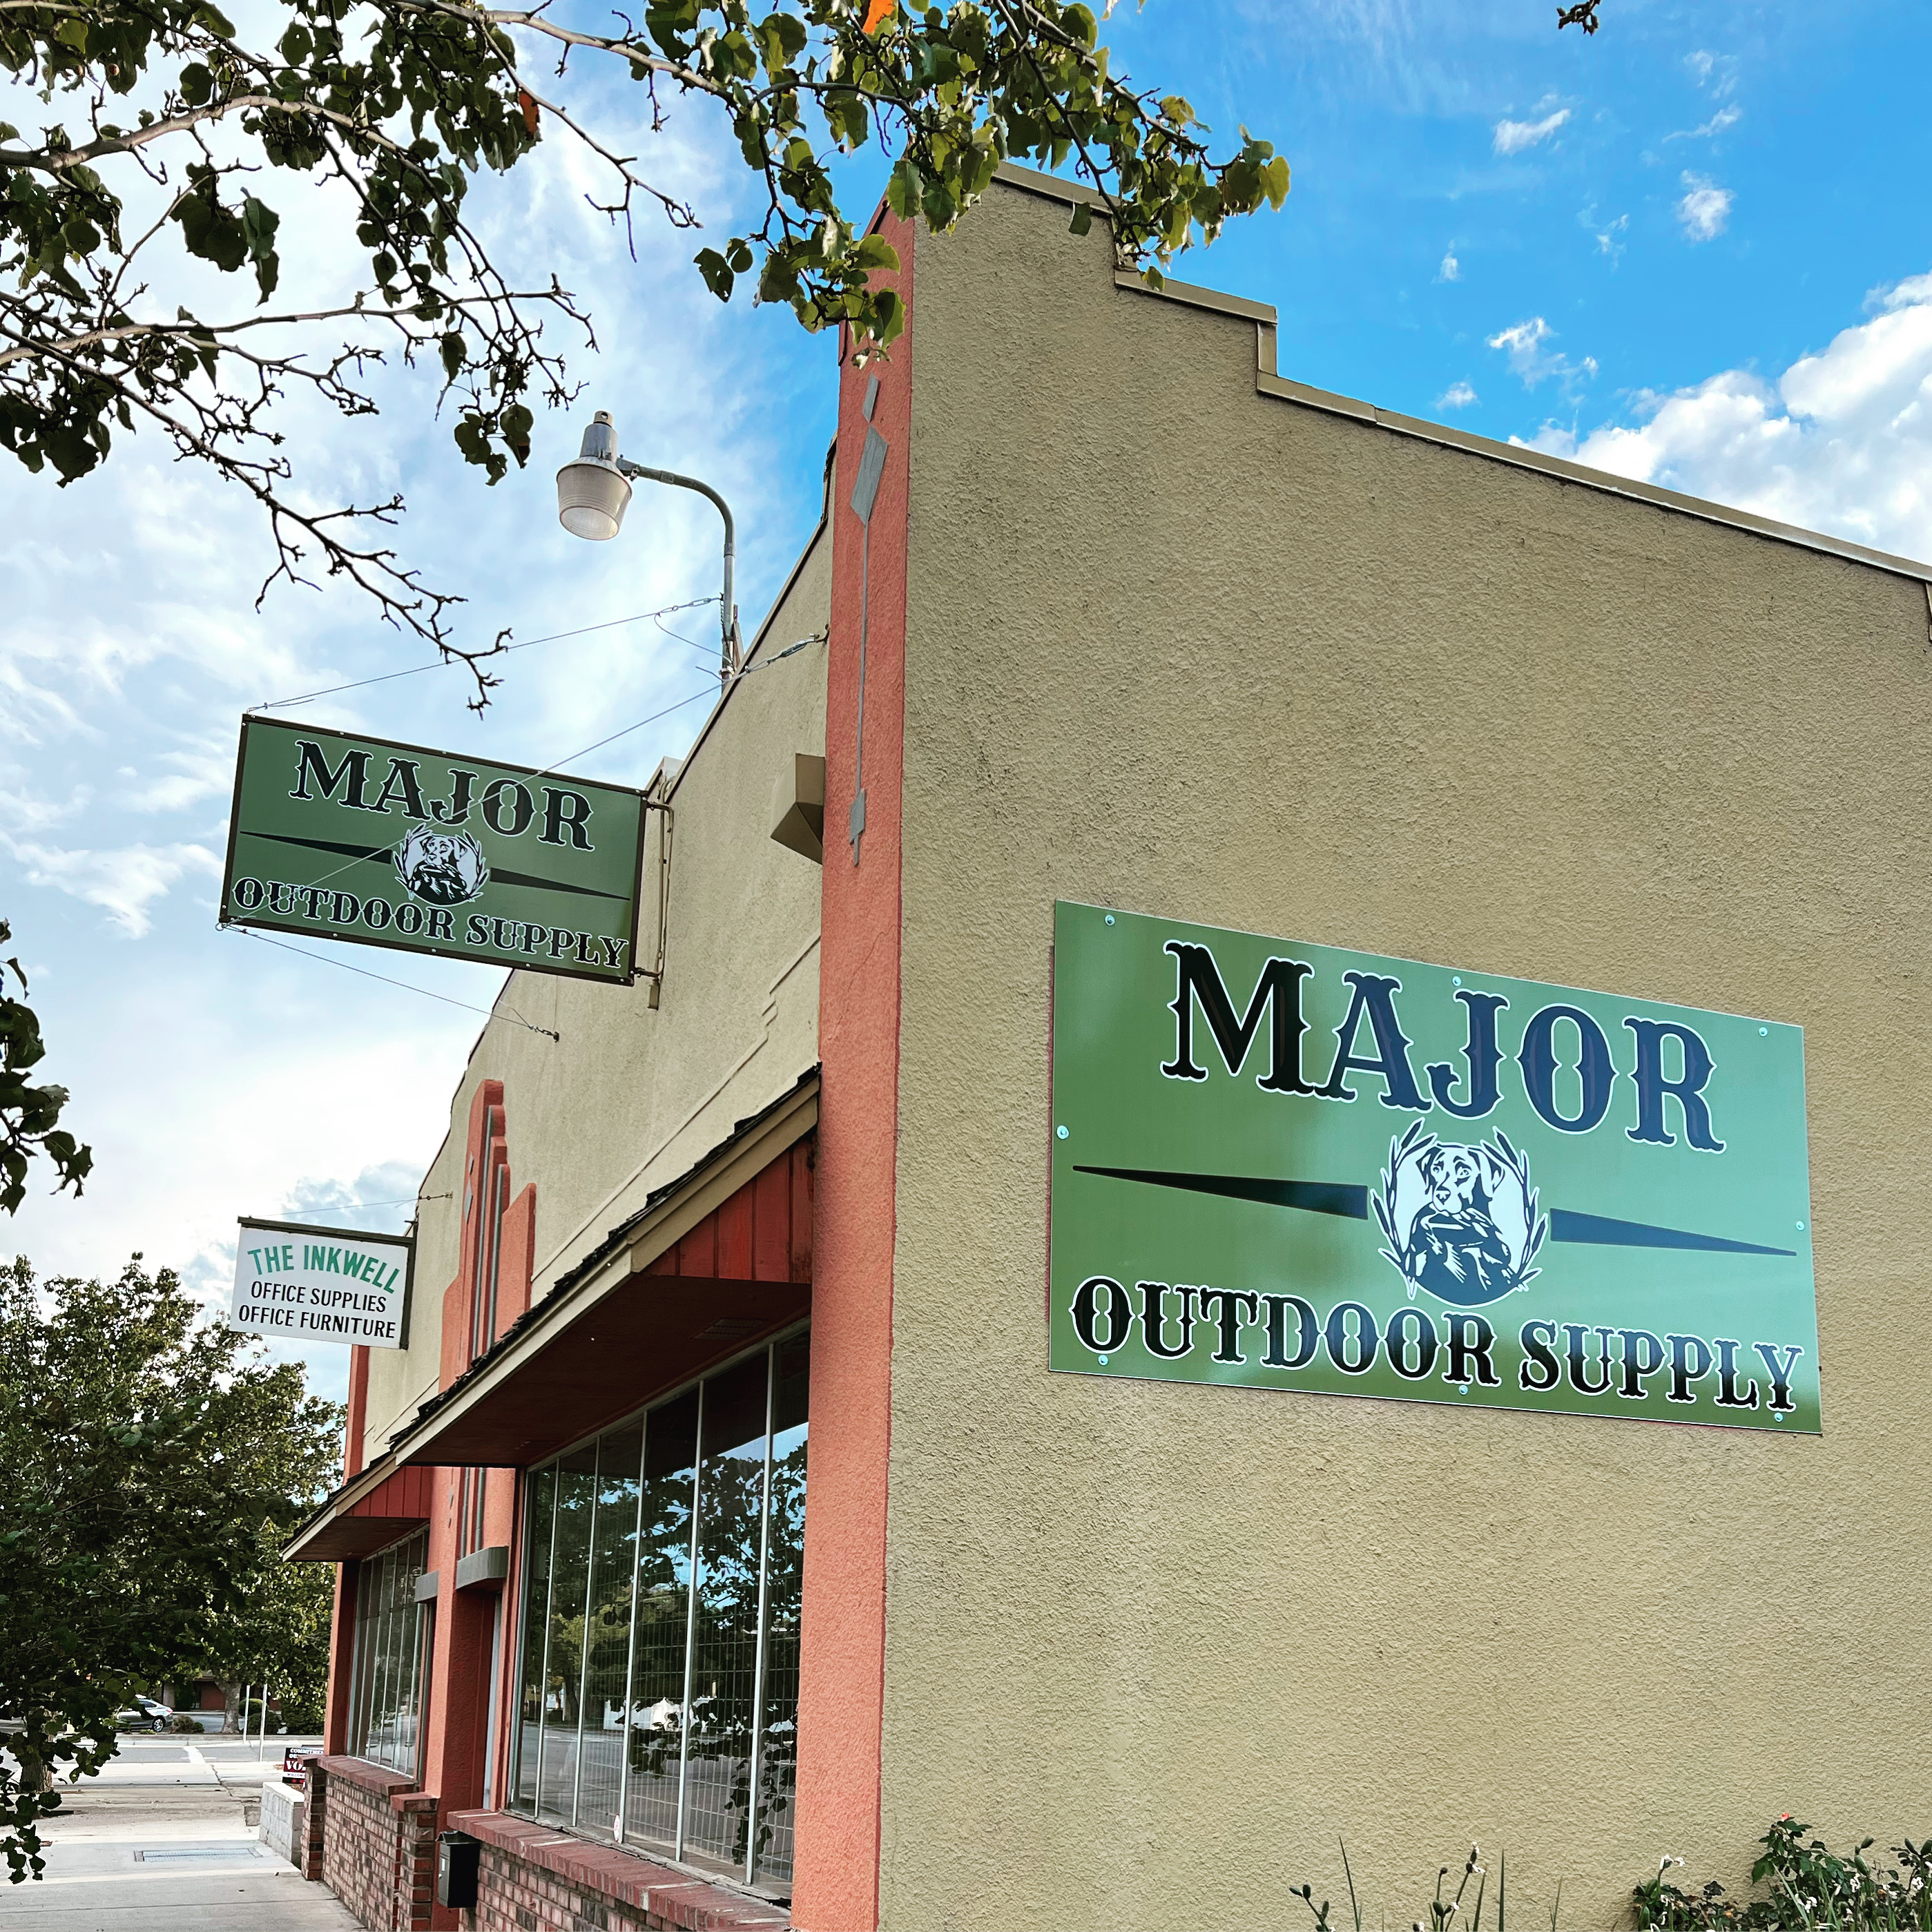 MAJOR
OUTDOOR SUPPLY
MAJOR
OUTDOOR SUPPLY
THE INKWELL
OFFICE SUPPLIES
OFFICE FURNITURE